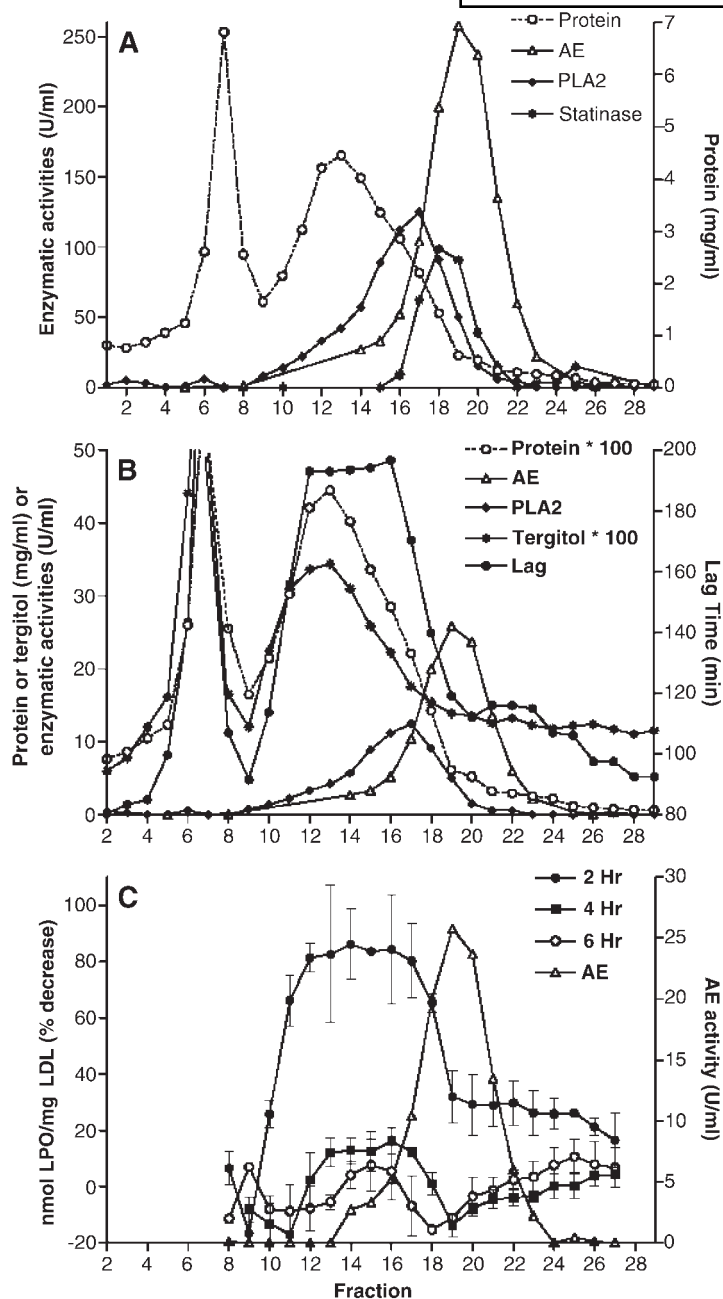 A
Protein
AE
PLA2
Statinase
Enzymatic activities (U/ml)
Protein (mg/ml)
250
200
150
100
50
0
7
6
5
4
3
2
1
0
2 4 6 8 10 12 14 16 18 20 22 24 26 28
B
Protein * 100
AE
PLA2
Tergitol * 100
Lag
Protein or tergitol (mg/ml) or
enzymatic activities (U/ml)
Lag Time (min)
50
40
30
20
10
0
200
180
160
140
120
100
80
2 4 6 8 10 12 14 16 18 20 22 24 26 28
C
2 Hr
4 Hr
6 Hr
AE
nmol LPO/mg LDL (% decrease)
AE activity (U/ml)
100
80
60
40
20
0
-20
30
25
20
15
10
5
0
2 4 6 8 10 12 14 16 18 20 22 24 26 28
Fraction